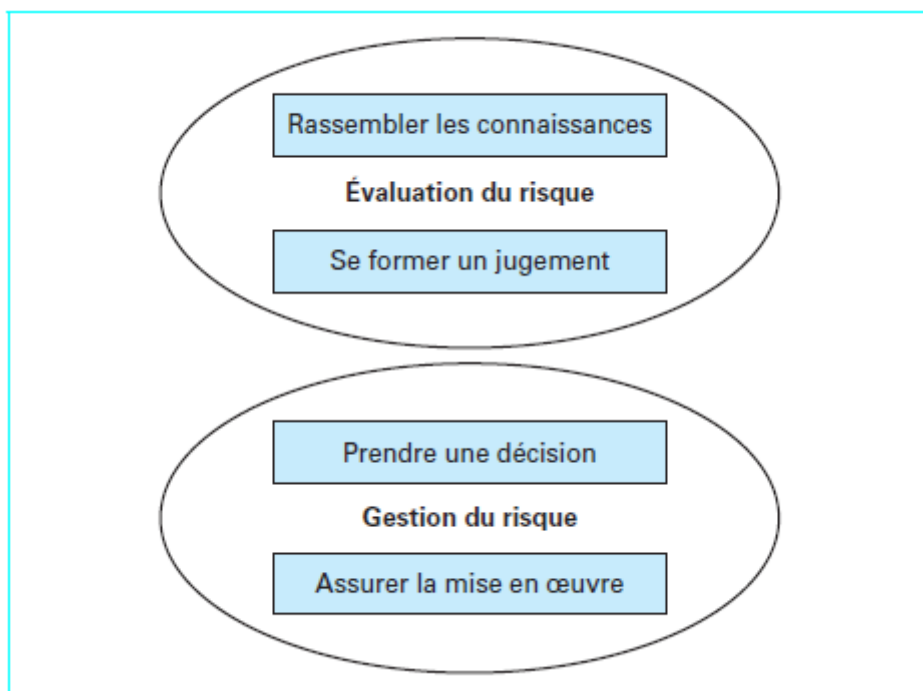 Rassembler les connaissances
Évaluation du risque
Se former un jugement
Prendre une décision
Gestion du risque
Assurer la mise en œuvre